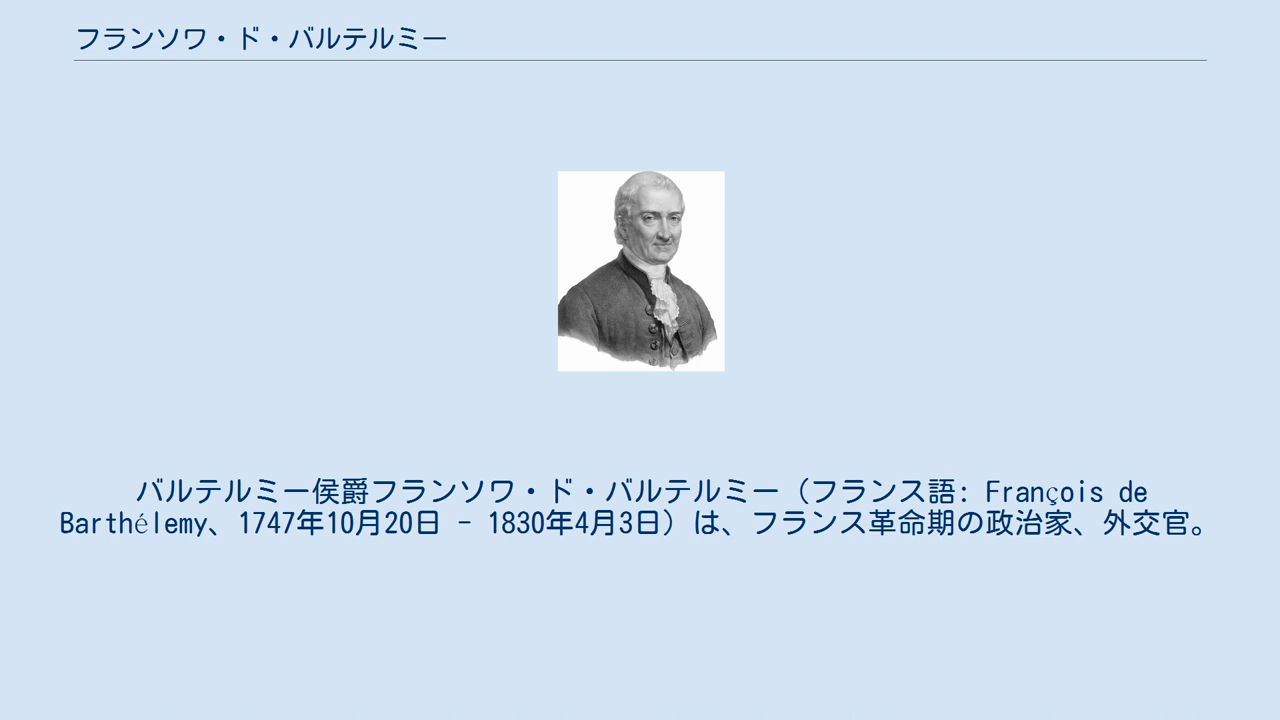 フランソワ・ド・バルテルミー
バルテルミー侯爵フランソワ・ド・バルテルミー（フランス語: François de
Barthélemy、1747年10月20日 - 1830年4月3日）は、フランス革命期の政治家、外交官。